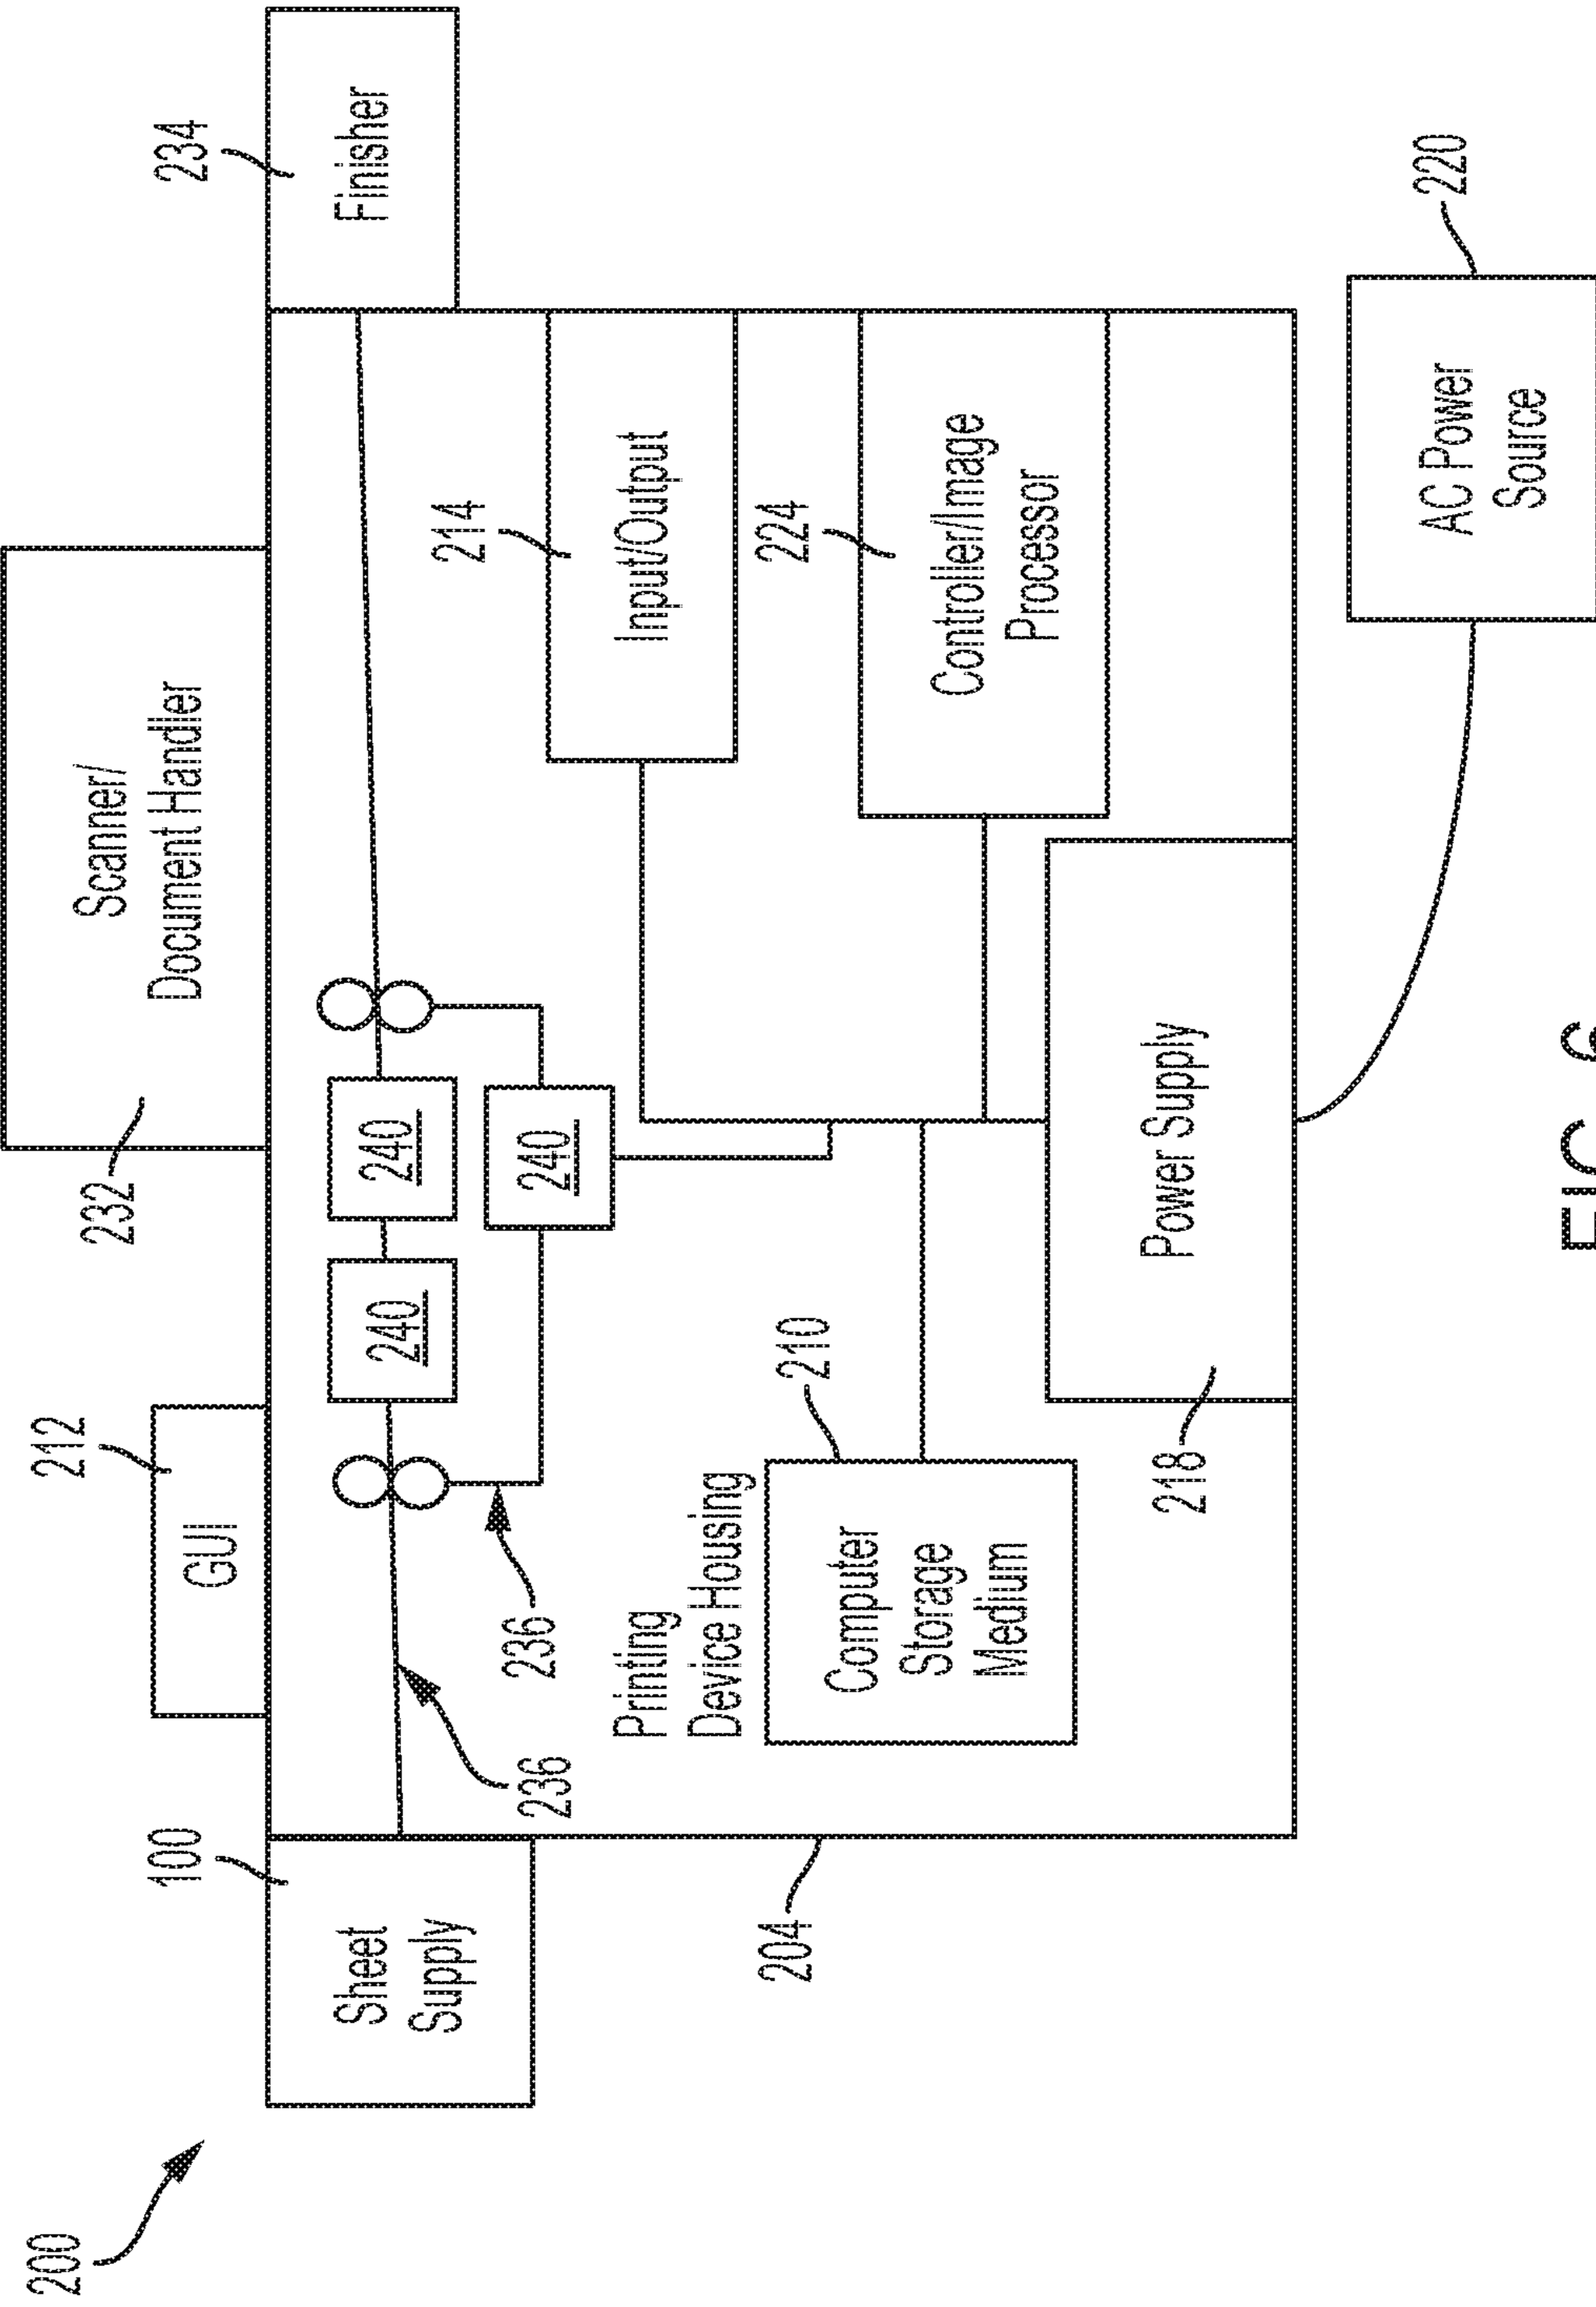 200
212
232
Scanner/
Document Handler
100
234
GUI
Sheet
Supply
240
240
Finisher
236
236
240
214
Printing
Device Housing
Input/Output
204
210
224
Computer
Storage
Medium
Controller/Image
Processor
218
Power Supply
220
AC Power
Source
FIG. 6